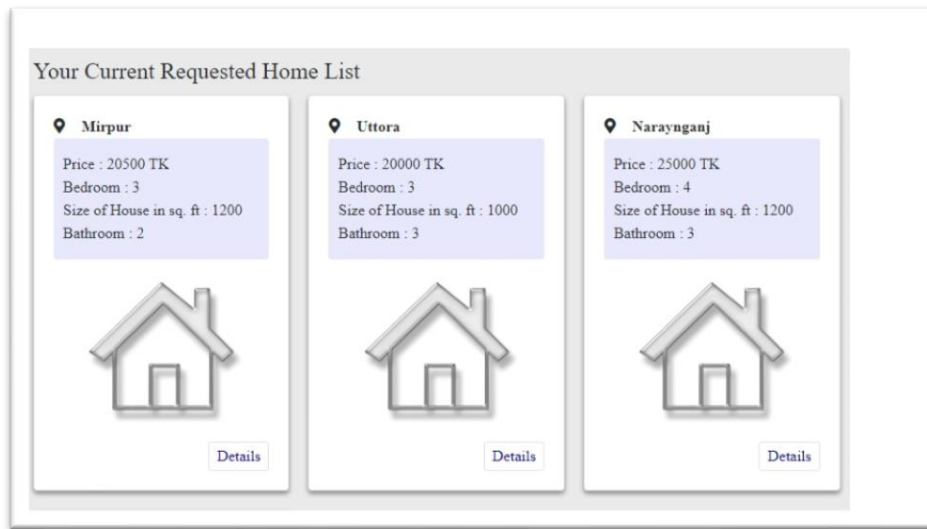 Your Current Requested Home List
Mirpur
Price : 20500 TK
Bedroom : 3
Size of House in sq. ft : 1200
Bathroom : 2
Details
Uttora
Price : 20000 TK
Bedroom : 3
Size of House in sq. ft : 1000
Bathroom : 3
Details
Naraynganj
Price : 25000 TK
Bedroom : 4
Size of House in sq. ft : 1200
Bathroom : 3
Details